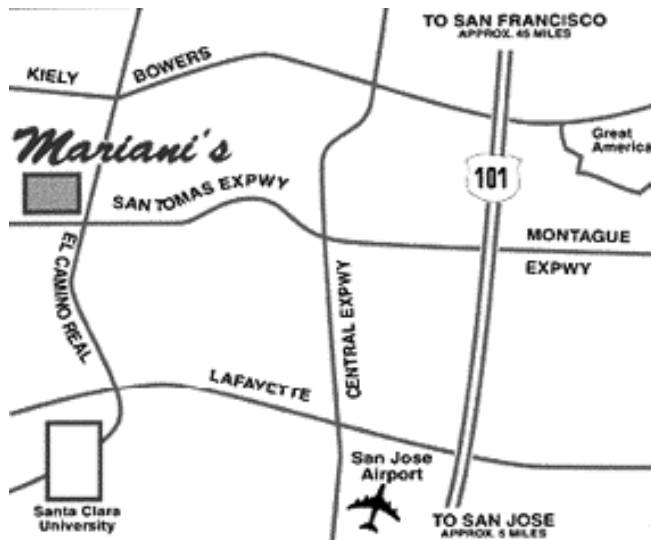 TO SAN FRANCISCO
APPROX. 45 MILES
KIELY
BOWERS
Great
America
Mariani's
101
SAN TOMAS EXPWY
MONTAGUE
EXPWY
EL CAMINO REAL
CENTRAL EXPWY
LAFAYETTE
San Jose
Airport
Santa Clara
University
TO SAN JOSE
APPROX. 5 MILES